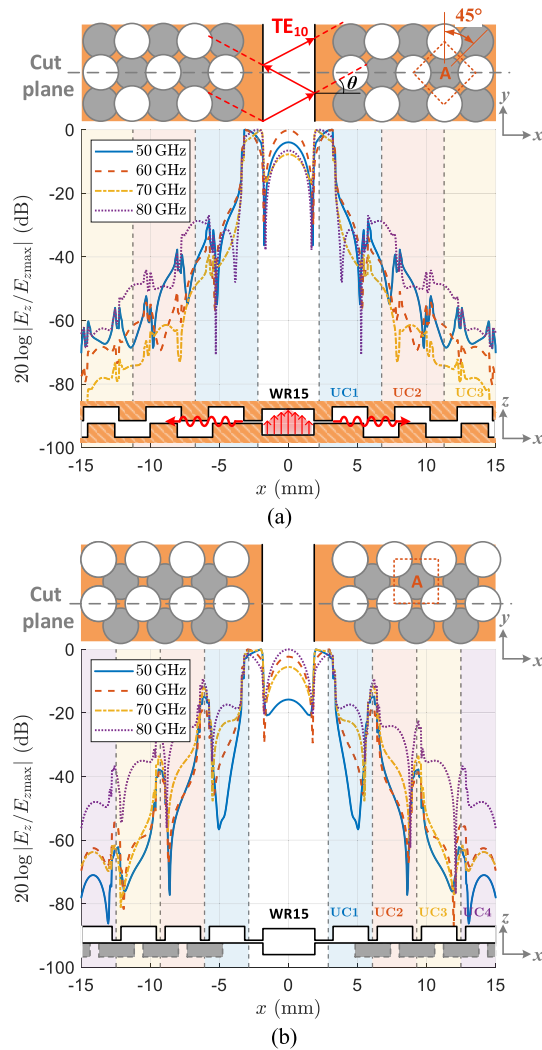 TE10
45°
Cut
plane
A
θ
y
x
0
50 GHz
60 GHz
70 GHz
80 GHz
-20
-40
-60
-80
-100
20 log |Ez/Ezmax| (dB)
WR15
UC1
UC2
UC3
z
x
-15
-10
-5
0
5
10
15
x (mm)
(a)
Cut
plane
A
y
x
0
50 GHz
60 GHz
70 GHz
80 GHz
-20
-40
-60
-80
-100
20 log |Ez/Ezmax| (dB)
WR15
UC1
UC2
UC3
UC4
z
x
-15
-10
-5
0
5
10
15
x (mm)
(b)